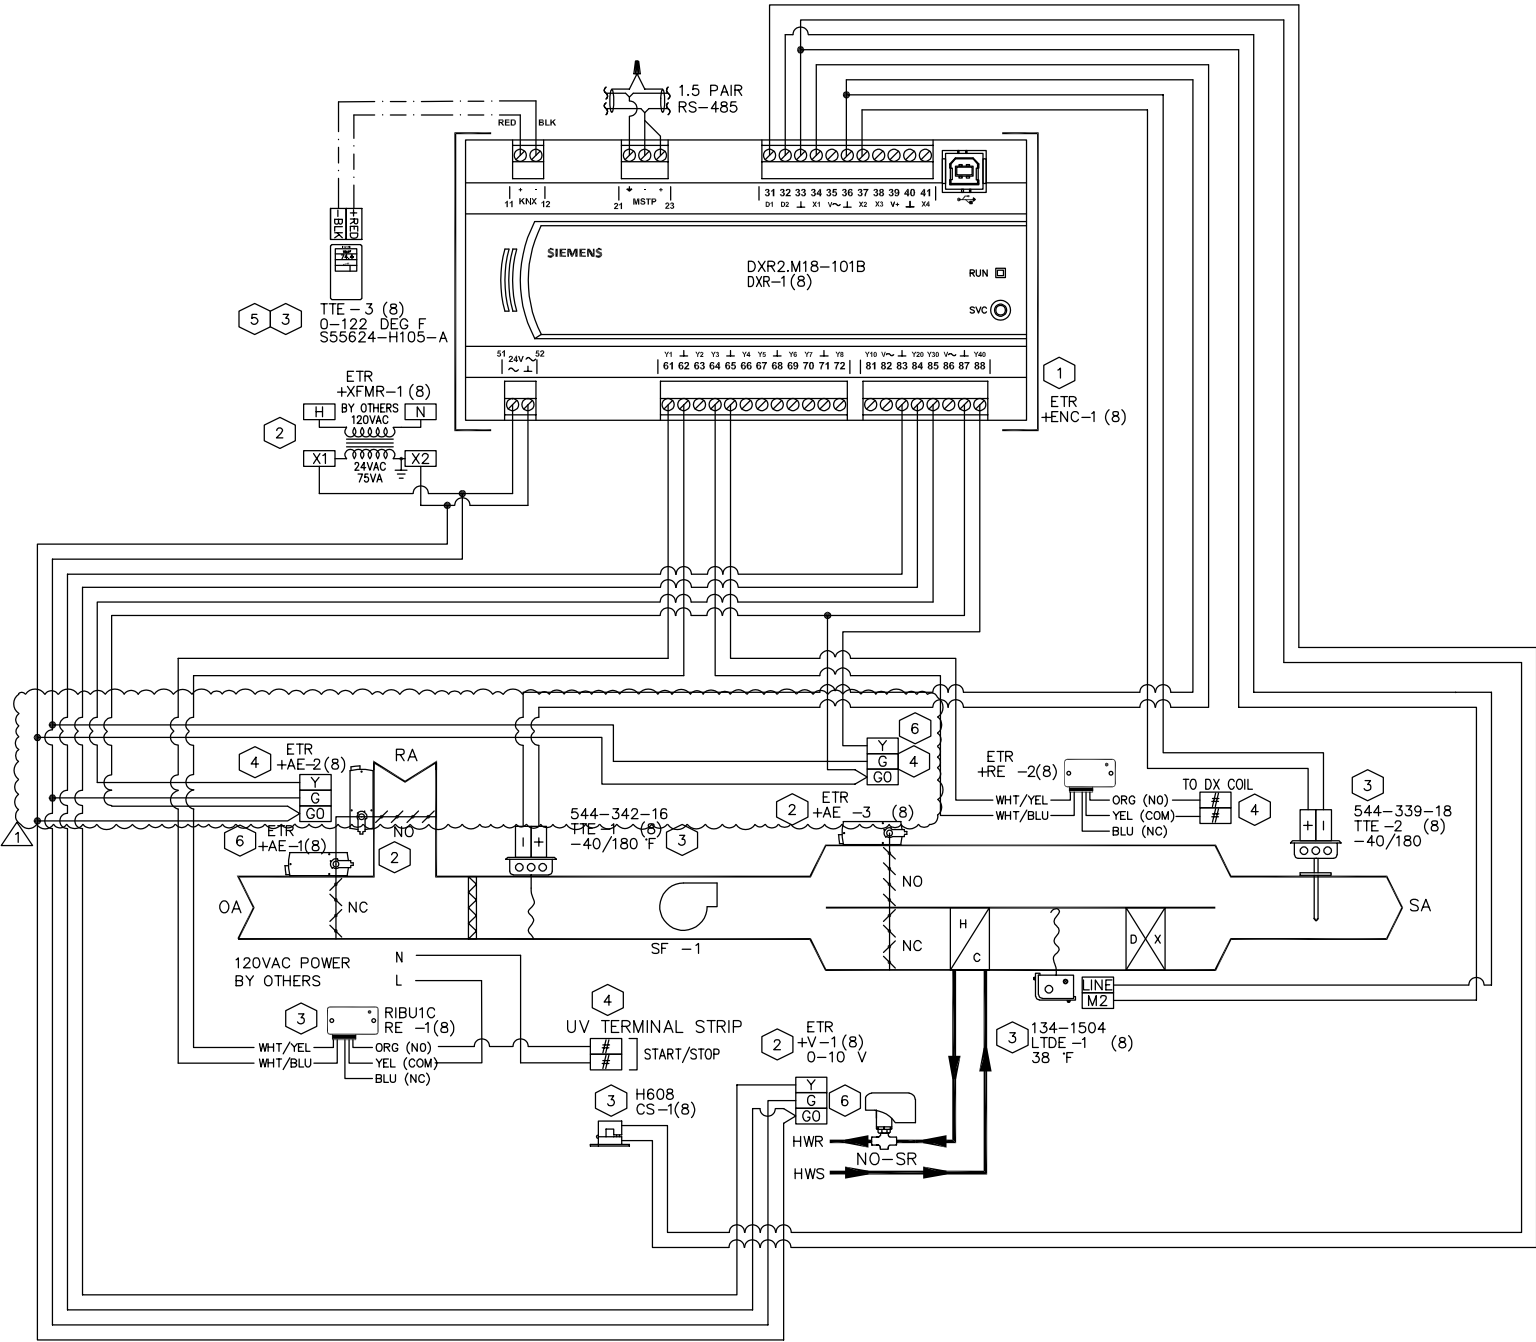 1.5 PAIR
RS-485
RED
BLK
+ -
11 KNX 12
- +
21 MSTP 23
31 32 33 34 35 36 37 38 39 40 41
D1 D2 ⊥ X1 V~ ⊥ X2 X3 V+ ⊥ X4
SIEMENS
DXR2.M18-101B
DXR-1(8)
RUN
SVC
-BLK
+RED
5 3
TTE-3 (8)
0-122 DEG F
S55624-H105-A
51 24V~ 52
~ ⊥
Y1 ⊥ Y2 Y3 ⊥ Y4 Y5 ⊥ Y6 Y7 ⊥ Y8
61 62 63 64 65 66 67 68 69 70 71 72
Y10 V~ ⊥ Y20 Y30 V~ ⊥ Y40
81 82 83 84 85 86 87 88
1
ETR
+ENC-1 (8)
ETR
+XFMR-1 (8)
BY OTHERS
H N
120VAC
2
X1 X2
24VAC
75VA
1
4
ETR
+AE-2(8)
Y
G
GO
RA
NO
6
ETR
+AE-1(8)
2
OA
NC
544-342-16
TTE-1 (8)
-40/180 °F
3
- +
SF -1
6
4
Y
G
GO
2
ETR
+AE -3 (8)
NO
NC
ETR
+RE -2(8)
WHT/YEL
WHT/BLU
ORG (NO)
YEL (COM)
BLU (NC)
TO DX COIL
#
#
4
3
544-339-18
TTE -2 (8)
-40/180
+ -
SA
H
C
D X
LINE
M2
3
134-1504
LTDE -1 (8)
38 °F
120VAC POWER
BY OTHERS
N
L
3
RIBU1C
RE -1(8)
WHT/YEL
WHT/BLU
ORG (NO)
YEL (COM)
BLU (NC)
4
UV TERMINAL STRIP
#
#
START/STOP
3
H608
CS-1(8)
2
ETR
+V-1(8)
0-10 V
Y
G
GO
6
HWR
NO-SR
HWS